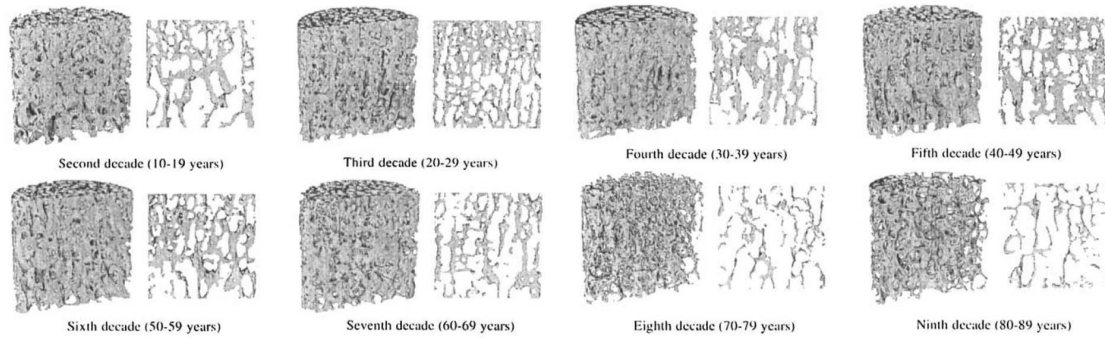 Second decade (10-19 years)
Third decade (20-29 years)
Fourth decade (30-39 years)
Fifth decade (40-49 years)
Sixth decade (50-59 years)
Seventh decade (60-69 years)
Eighth decade (70-79 years)
Ninth decade (80-89 years)